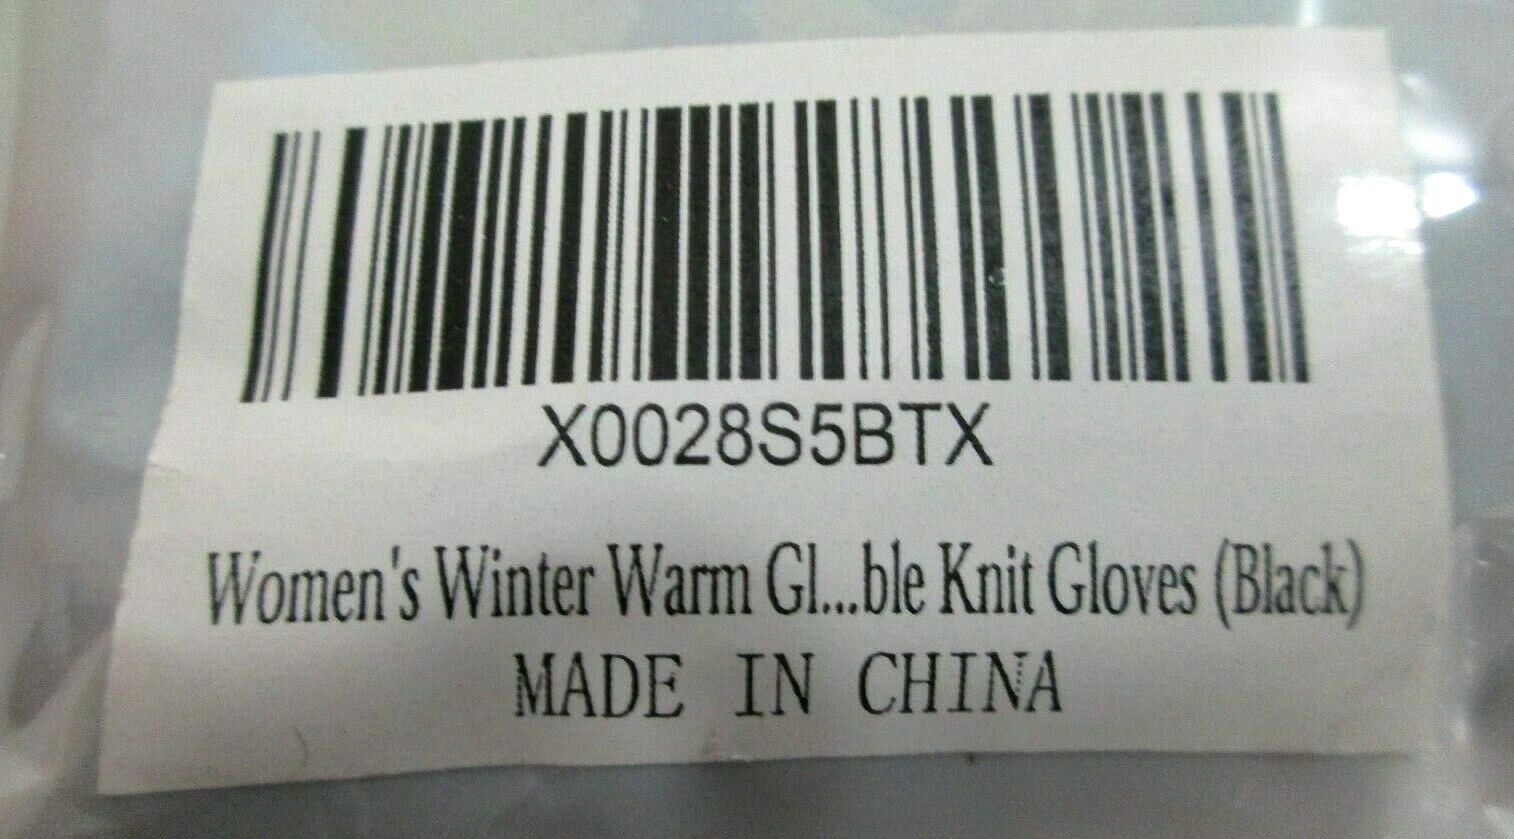 X0028S5BTX
Women's Winter Warm Gl...ble Knit Gloves (Black)
MADE IN CHINA